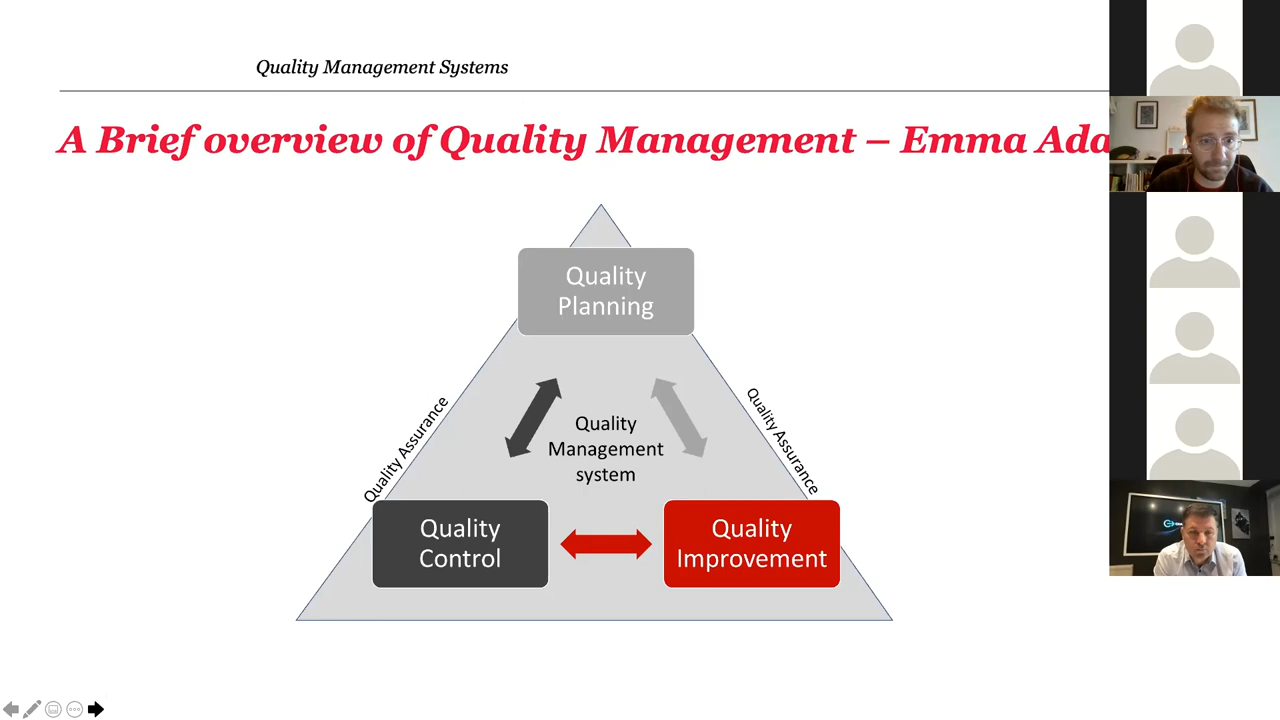 Quality Management Systems
A Brief overview of Quality Management – Emma Ada
Quality
Planning
Quality Assurance
Quality Assurance
Quality
Management
system
Quality
Control
Quality
Improvement